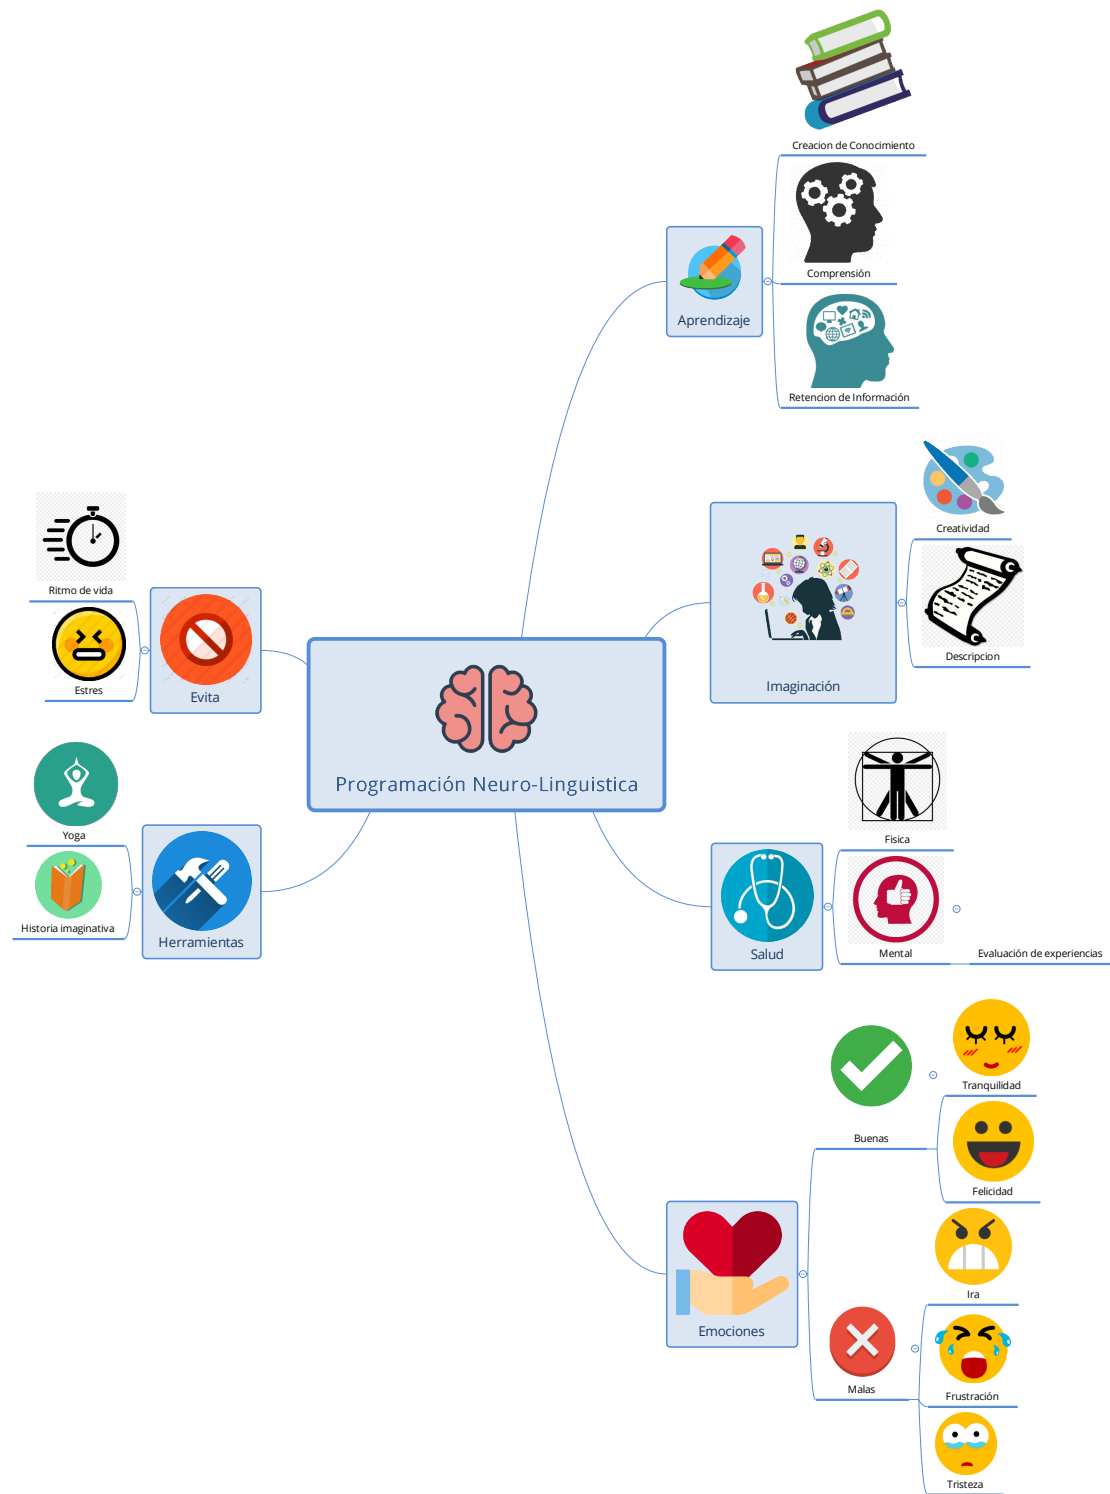 Creacion de Conocimiento
Comprensión
Aprendizaje
Retencion de Información
Creatividad
Descripcion
Imaginación
Ritmo de vida
Estres
Evita
Programación Neuro-Linguistica
Yoga
Historia imaginativa
Herramientas
Fisica
Salud
Mental
Evaluación de experiencias
Tranquilidad
Buenas
Felicidad
Ira
Emociones
Malas
Frustración
Tristeza